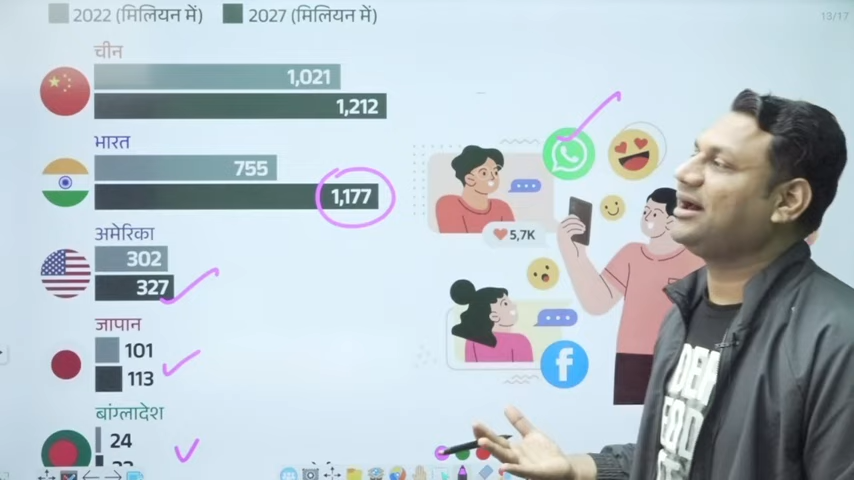 2022 (मिलियन में) 2027 (मिलियन में)
13/17
चीन
1,021
1,212
भारत
755
1,177
अमेरिका
302
327
जापान
101
113
बांग्लादेश
24
5,7K
f